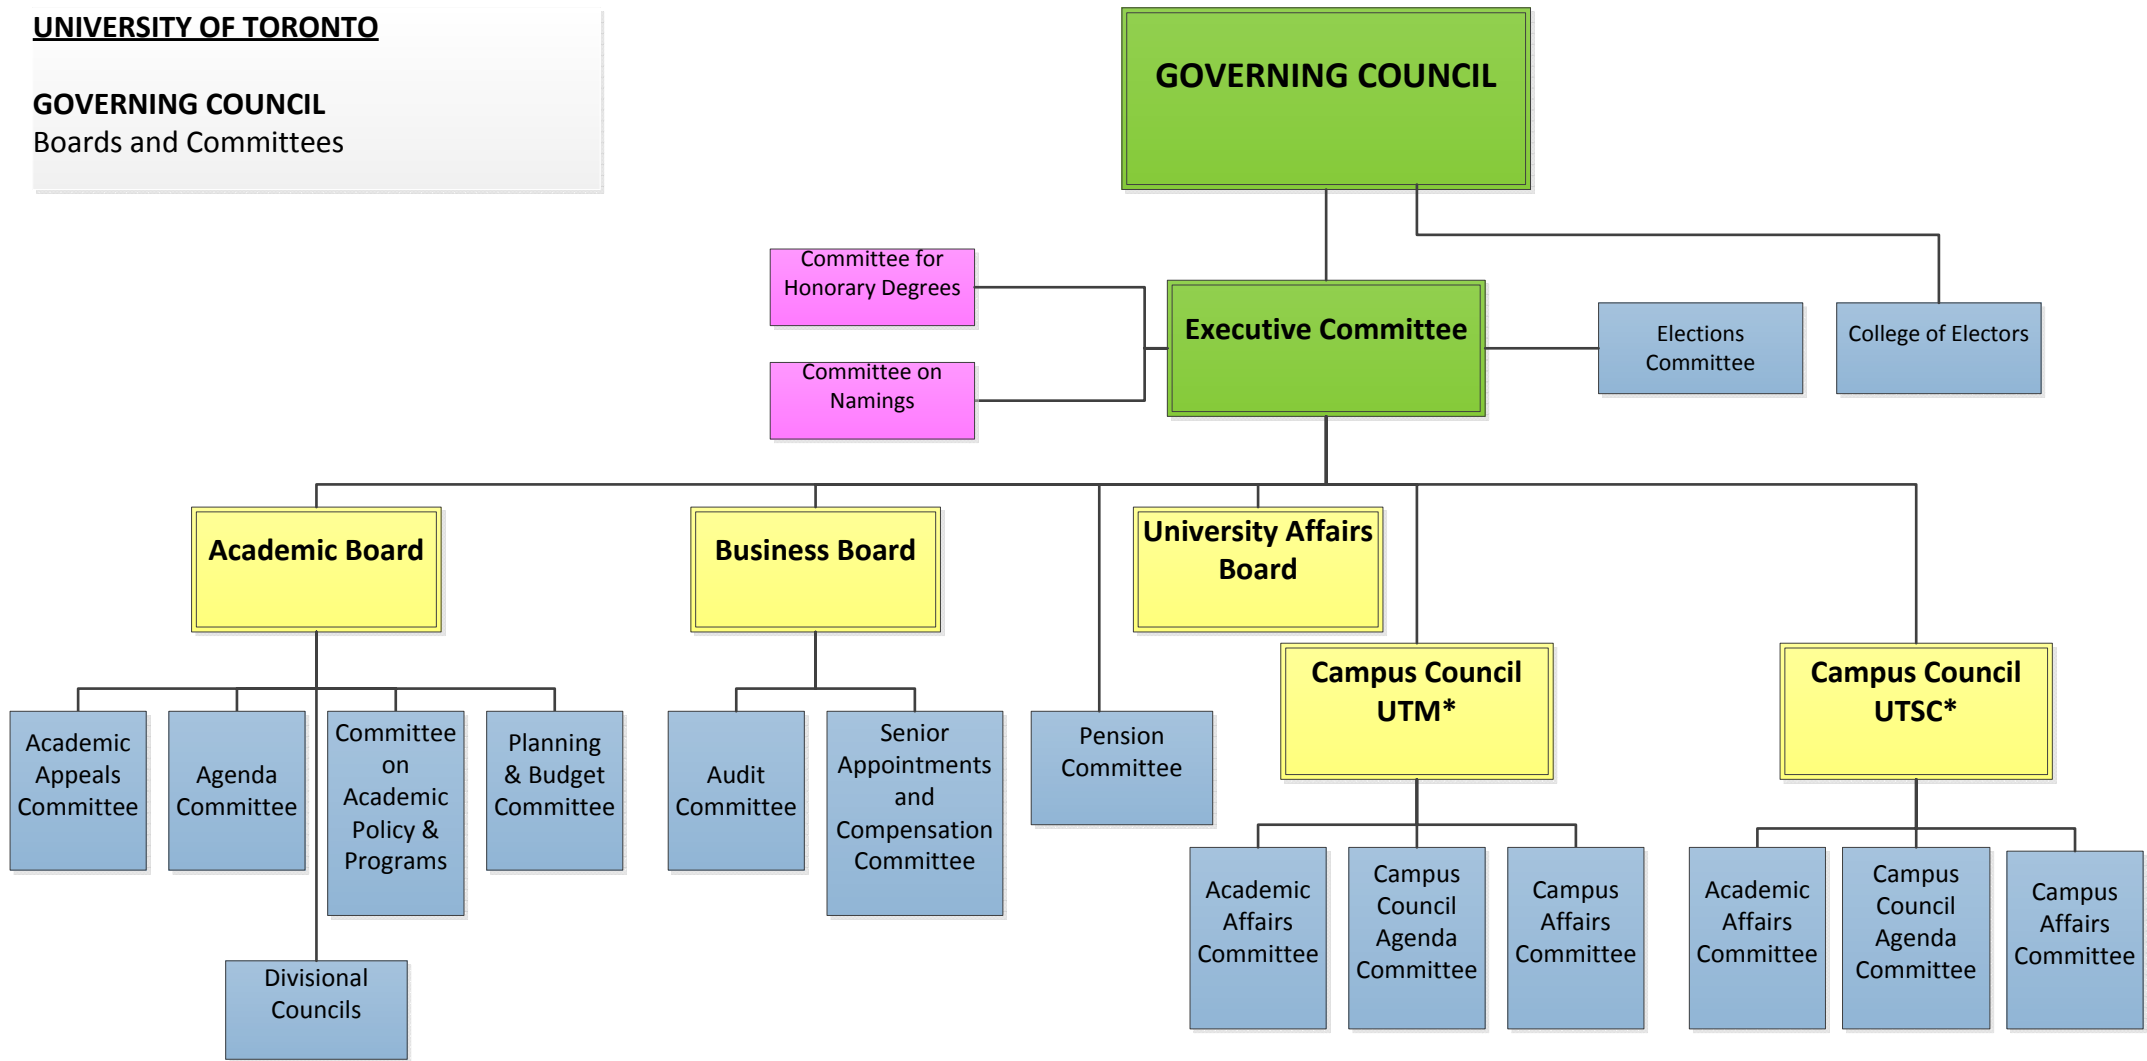 UNIVERSITY OF TORONTO
GOVERNING COUNCIL
Boards and Committees
GOVERNING COUNCIL
Committee for
Honorary Degrees
Committee on
Namings
Executive Committee
Elections
Committee
College of Electors
Academic Board
Business Board
University Affairs
Board
Campus Council
UTM*
Campus Council
UTSC*
Academic
Appeals
Committee
Agenda
Committee
Committee
on
Academic
Policy &
Programs
Planning
& Budget
Committee
Divisional
Councils
Audit
Committee
Senior
Appointments
and
Compensation
Committee
Pension
Committee
Academic
Affairs
Committee
Campus
Council
Agenda
Committee
Campus
Affairs
Committee
Academic
Affairs
Committee
Campus
Council
Agenda
Committee
Campus
Affairs
Committee